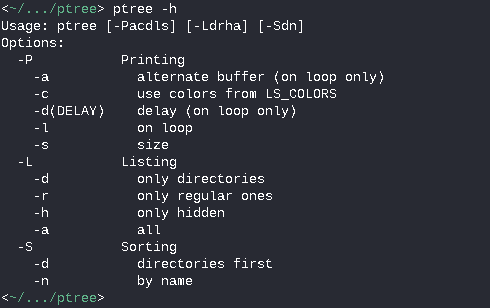 <~/.../ptree> ptree -h
Usage: ptree [-Pacdls] [-Ldrha] [-Sdn]
Options:
  -P           Printing
    -a           alternate buffer (on loop only)
    -c           use colors from LS_COLORS
    -d(DELAY)    delay (on loop only)
    -l           on loop
    -s           size
  -L           Listing
    -d           only directories
    -r           only regular ones
    -h           only hidden
    -a           all
  -S           Sorting
    -d           directories first
    -n           by name
<~/.../ptree>